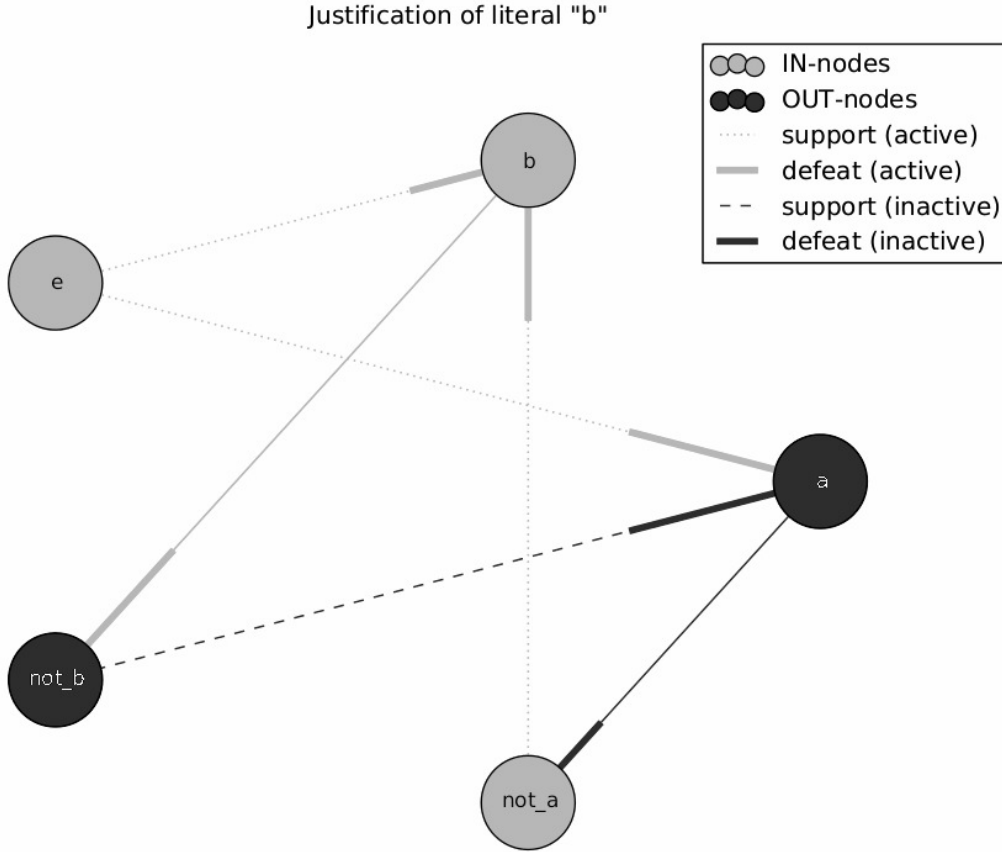 Justification of literal "b"
IN-nodes
OUT-nodes
support (active)
defeat (active)
support (inactive)
defeat (inactive)
b
e
a
not_b
not_a